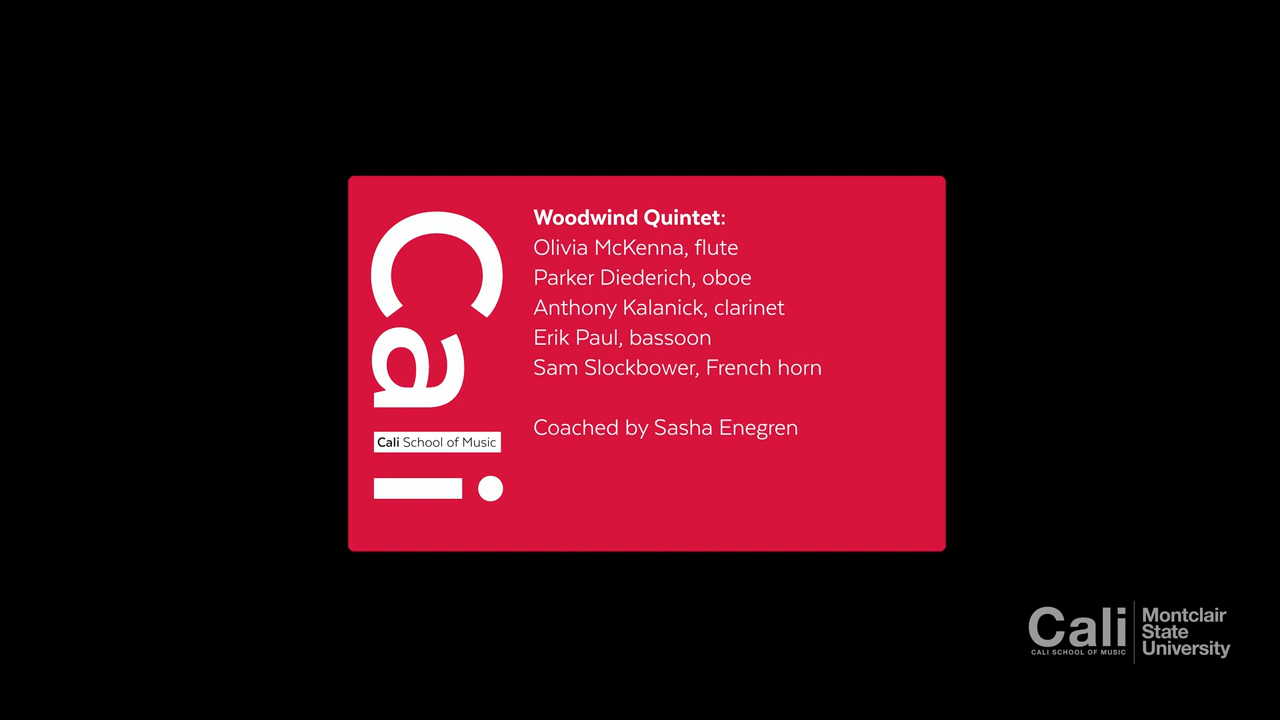 Cali
Cali School of Music
Woodwind Quintet:
Olivia McKenna, flute
Parker Diederich, oboe
Anthony Kalanick, clarinet
Erik Paul, bassoon
Sam Slockbower, French horn
Coached by Sasha Enegren
Cali
CALI SCHOOL OF MUSIC
Montclair
State
University